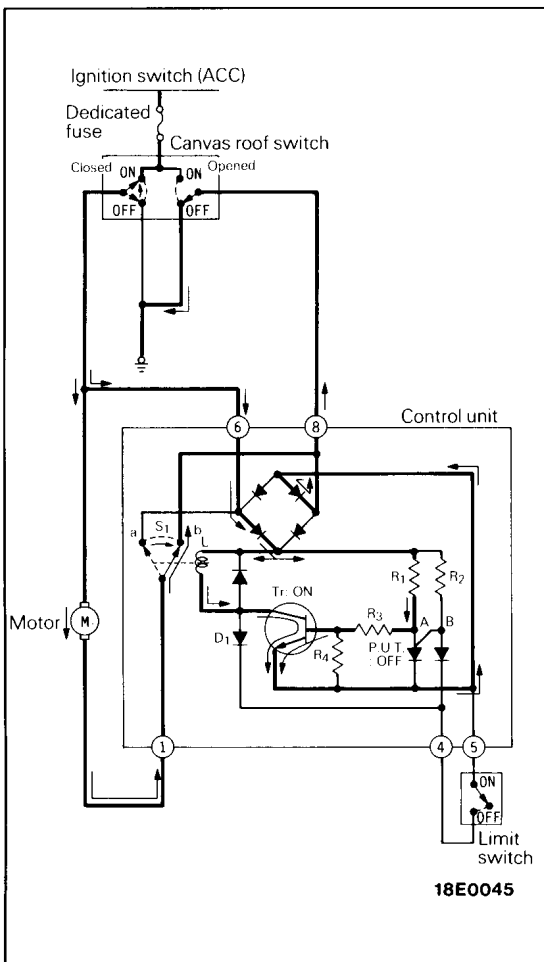 Ignition switch (ACC)
Dedicated
fuse
Canvas roof switch
Closed ON ON Opened
OFF OFF
6 8 Control unit
a S1 b
L
R1 R2
Tr: ON
R3 A B
Motor M
D1 R4 P.U.T.
: OFF
1 4 5
ON
OFF
Limit
switch
18E0045